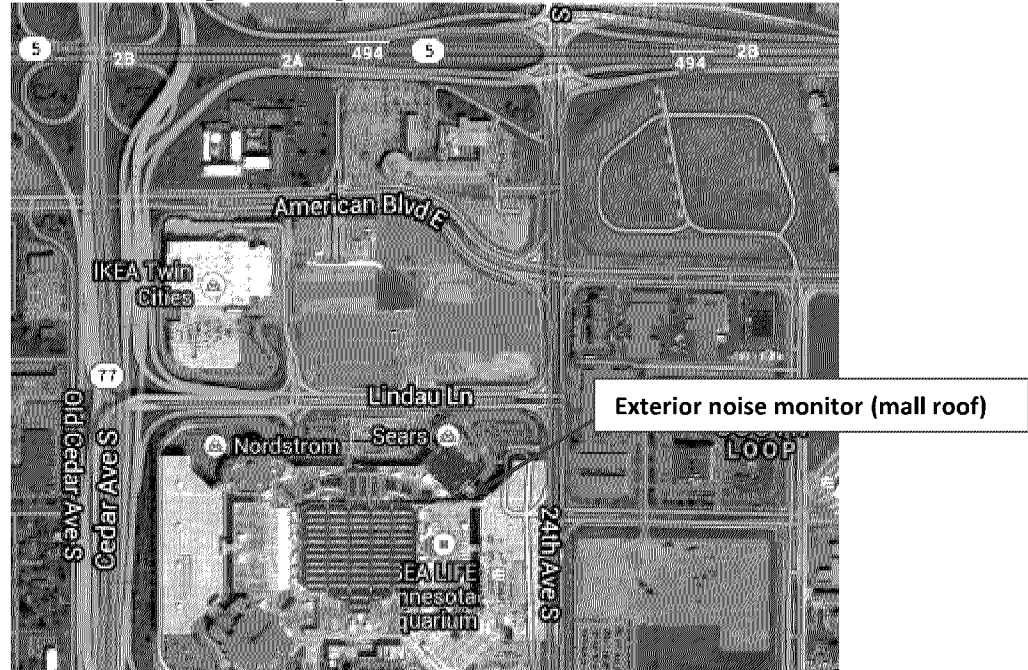 5
494
5
2B
2A
494
2B
American Blvd E
IKEA Twin
Cities
77
Lindau Ln
Exterior noise monitor (mall roof)
Nordstrom
Sears
LOOP
Old Cedar Ave S
Cedar Ave S
24th Ave S
SEA LIFE